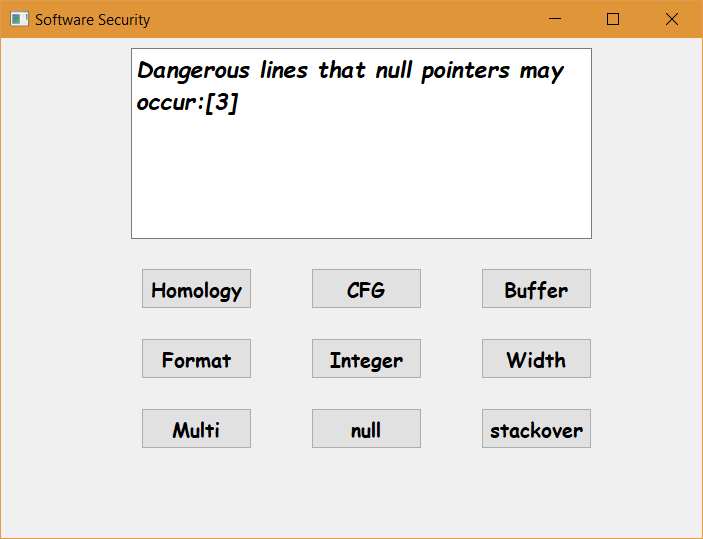 Software Security
Dangerous lines that null pointers may
occur:[3]
Homology CFG Buffer
Format Integer Width
Multi null stackover